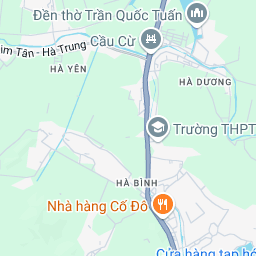 Đền thờ Trần Quốc Tuấn
Cầu Cừ
Kim Tân - Hà Trung
HÀ YÊN
HÀ DƯƠNG
Trường THPT
HÀ BÌNH
Nhà hàng Cố Đô
Cửa hàng tạp hó